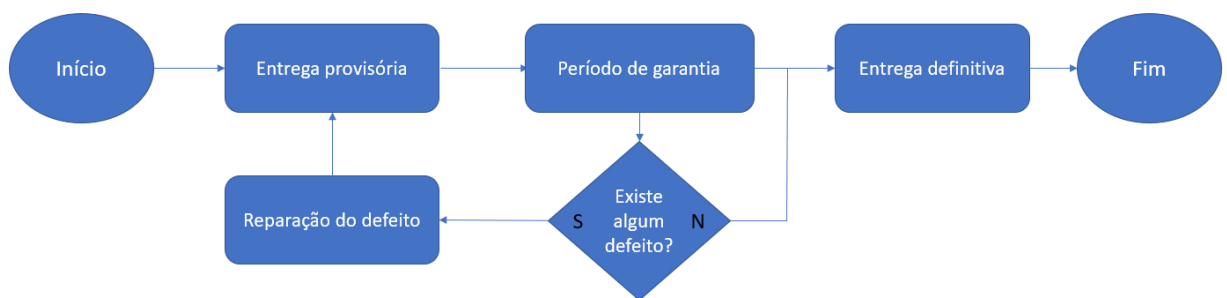 Início
Entrega provisória
Período de garantia
Entrega definitiva
Fim
Reparação do defeito
S
Existe
algum
defeito?
N